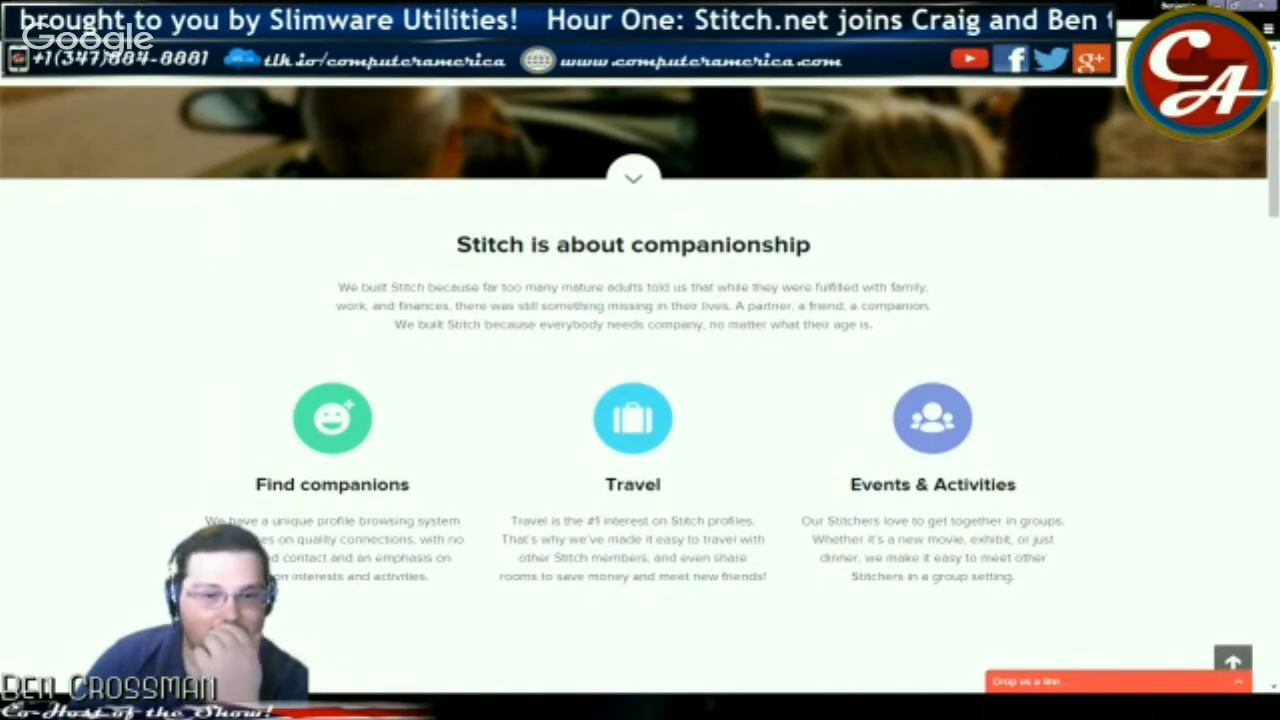 brought to you by Slimware Utilities! Hour One: Stitch.net joins Craig and Ben
Google
+1(347)884-8881 tlk.io/computeramerica www.computeramerica.com
CA
Stitch is about companionship
We built Stitch because far too many mature adults told us that while they were fulfilled with family,
work, and finances, there was still something missing in their lives. A partner, a friend, a companion.
We built Stitch because everybody needs company, no matter what their age is.
Find companions
We have a unique profile browsing system
on quality connections, with no
contact and an emphasis on
interests and activities.
Travel
Travel is the #1 interest on Stitch profiles.
That's why we've made it easy to travel with
other Stitch members, and even share
rooms to save money and meet new friends!
Events & Activities
Our Stitchers love to get together in groups.
Whether it's a new movie, exhibit, or just
dinner, we make it easy to meet other
Stitchers in a group setting.
Drop us a line...
Ben Crossman
Co-Host of the Show!